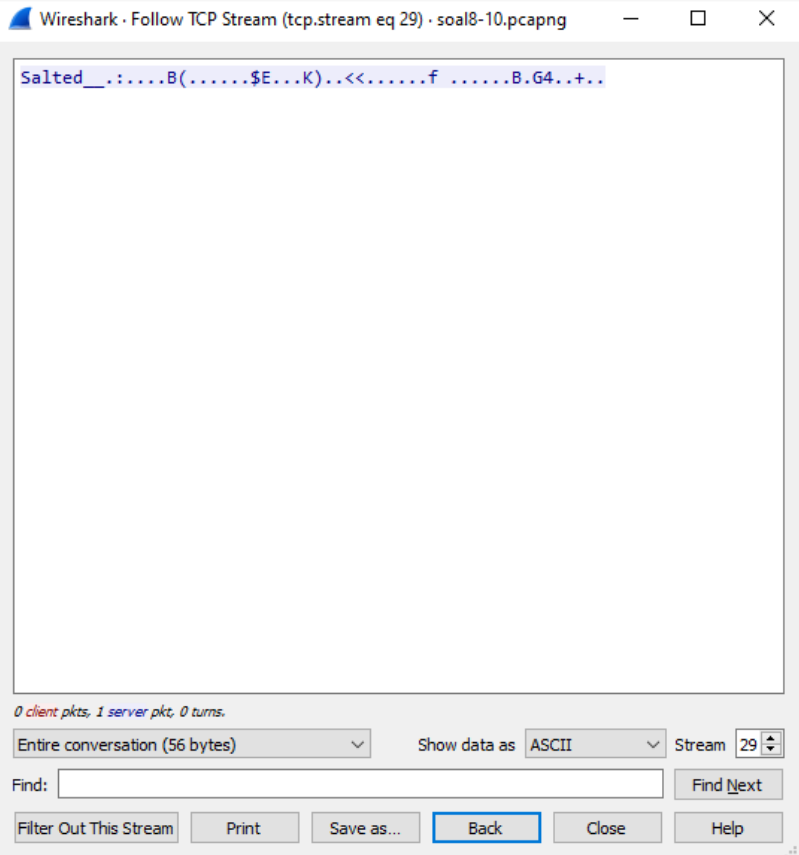 Wireshark · Follow TCP Stream (tcp.stream eq 29) · soal8-10.pcapng
Salted__.:....B(......$E...K)..<<......f ......B.G4..+..
0 client pkts, 1 server pkt, 0 turns.
Entire conversation (56 bytes) Show data as ASCII Stream 29
Find: Find Next
Filter Out This Stream Print Save as... Back Close Help